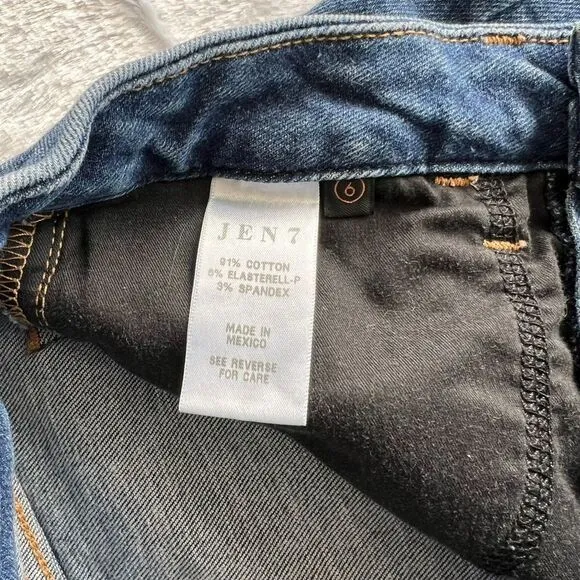 JEN7
91% COTTON
6% ELASTERELL-P
3% SPANDEX
MADE IN
MEXICO
SEE REVERSE
FOR CARE
6